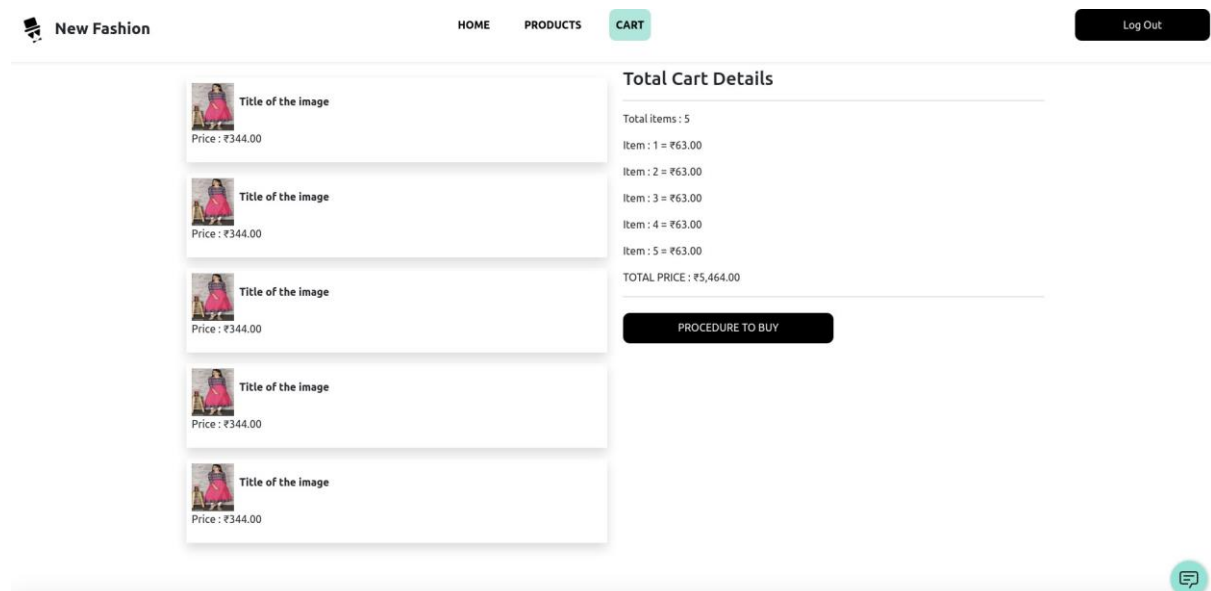 New Fashion
HOME PRODUCTS CART
Log Out
Title of the image
Price : ₹344.00
Title of the image
Price : ₹344.00
Title of the image
Price : ₹344.00
Title of the image
Price : ₹344.00
Title of the image
Price : ₹344.00
Total Cart Details
Total items : 5
Item : 1 = ₹63.00
Item : 2 = ₹63.00
Item : 3 = ₹63.00
Item : 4 = ₹63.00
Item : 5 = ₹63.00
TOTAL PRICE : ₹5,464.00
PROCEDURE TO BUY